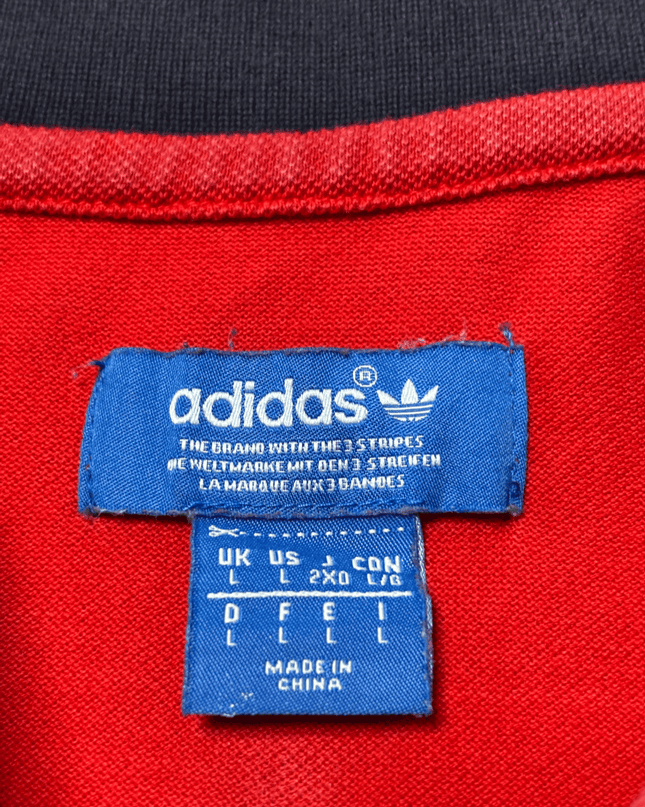 adidas®
THE BRAND WITH THE 3 STRIPES
DIE WELTMARKE MIT DEN 3 STREIFEN
LA MARQUE AUX 3 BANDES
UK US J CDN
L L 2XO L/G
D F E I
L L L L
MADE IN
CHINA